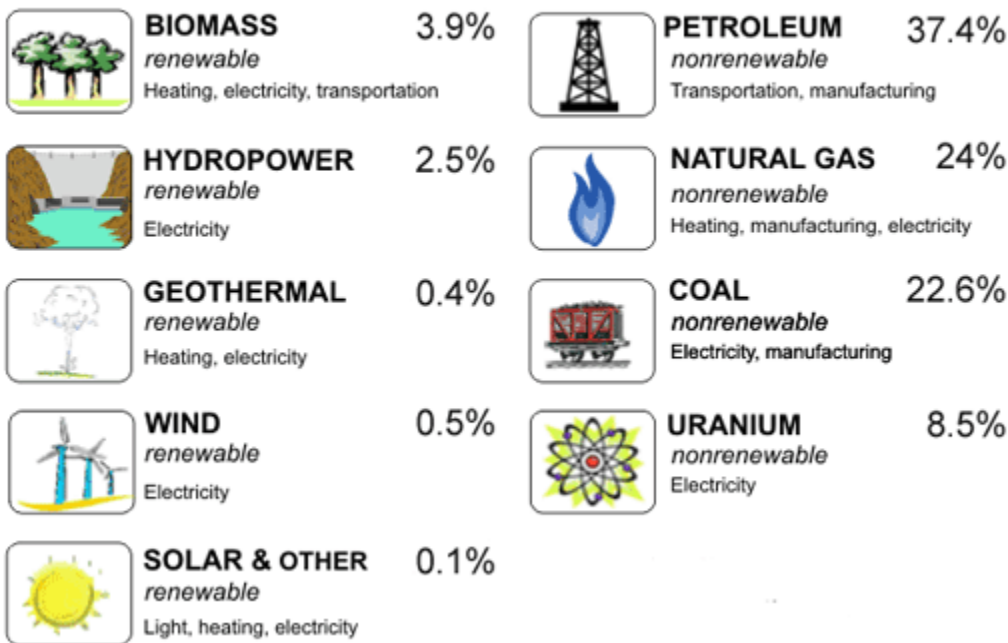 BIOMASS 3.9%
renewable
Heating, electricity, transportation
HYDROPOWER 2.5%
renewable
Electricity
GEOTHERMAL 0.4%
renewable
Heating, electricity
WIND 0.5%
renewable
Electricity
SOLAR & OTHER 0.1%
renewable
Light, heating, electricity
PETROLEUM 37.4%
nonrenewable
Transportation, manufacturing
NATURAL GAS 24%
nonrenewable
Heating, manufacturing, electricity
COAL 22.6%
nonrenewable
Electricity, manufacturing
URANIUM 8.5%
nonrenewable
Electricity